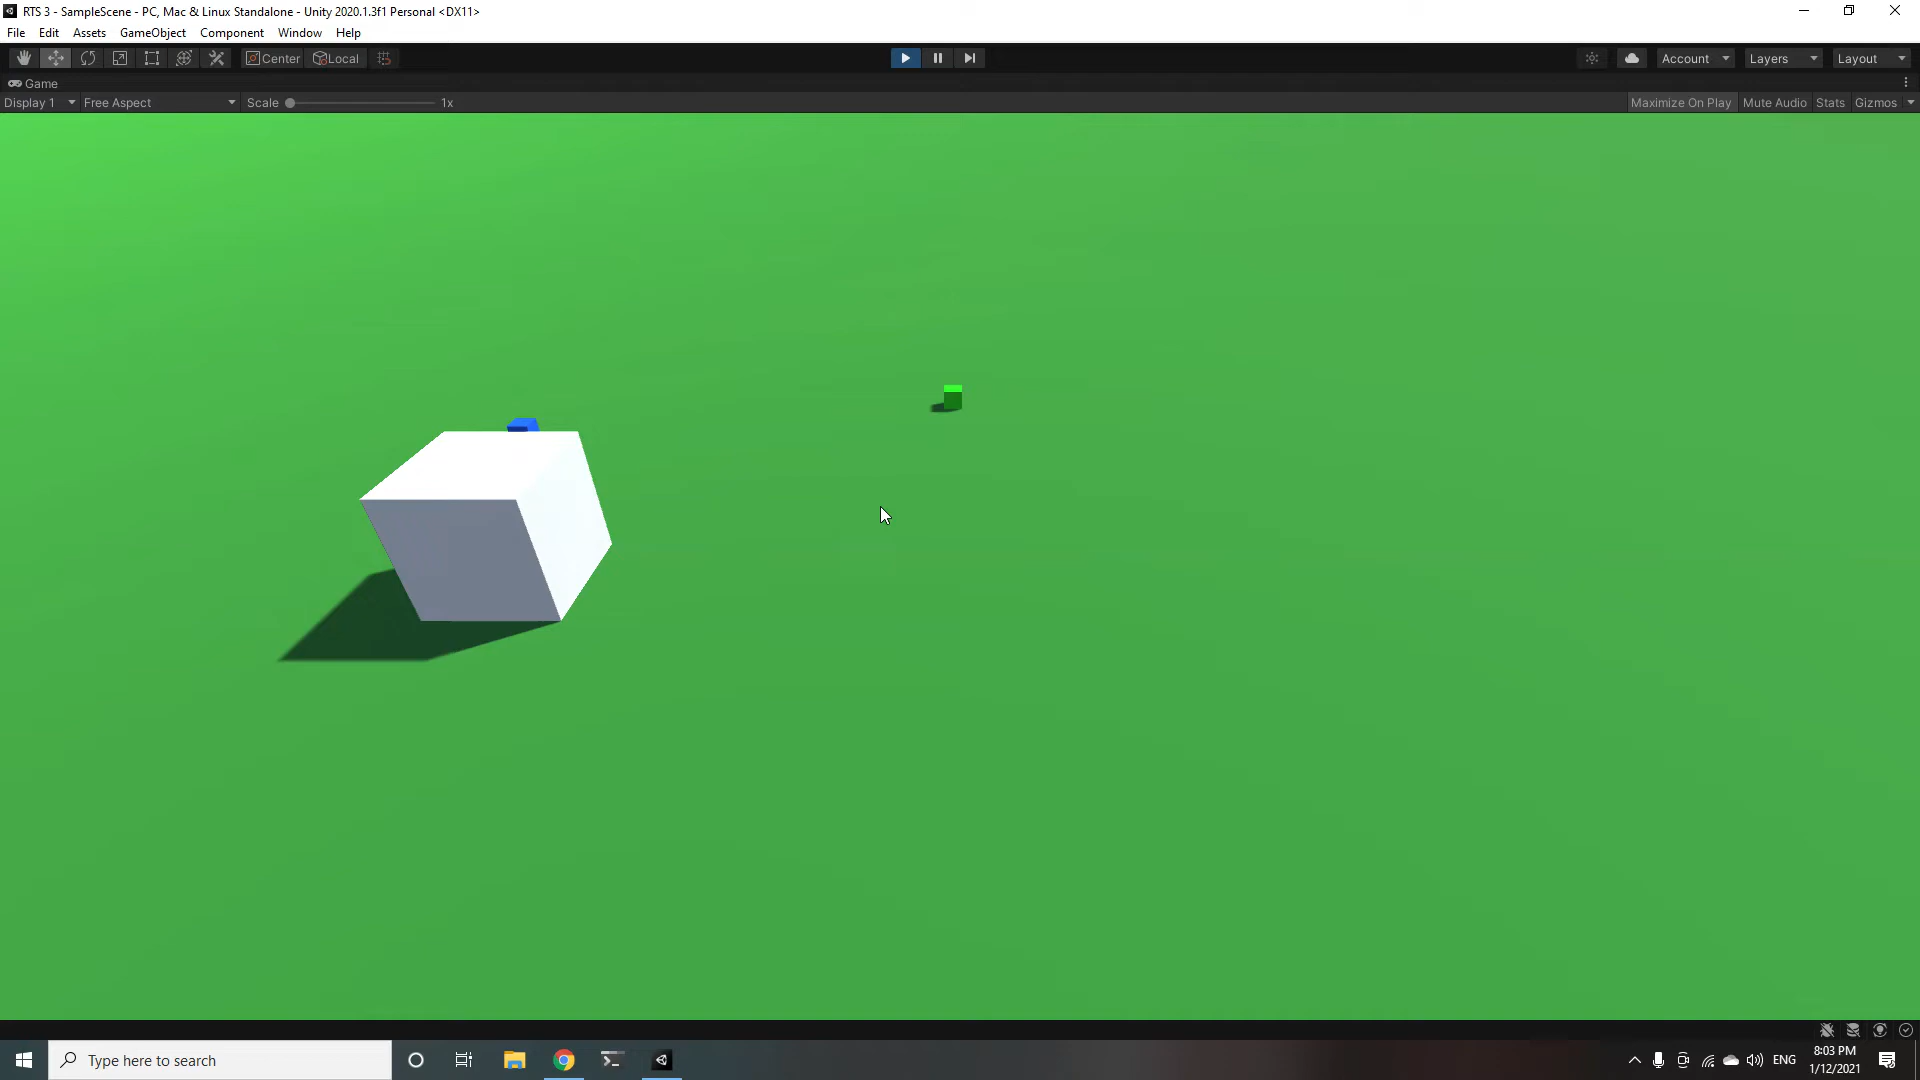 RTS 3 - SampleScene - PC, Mac & Linux Standalone - Unity 2020.1.3f1 Personal <DX11>
File Edit Assets GameObject Component Window Help
Center Local Account Layers Layout
Game
Display 1 Free Aspect Scale 1x Maximize On Play Mute Audio Stats Gizmos
Type here to search
ENG
8:03 PM
1/12/2021